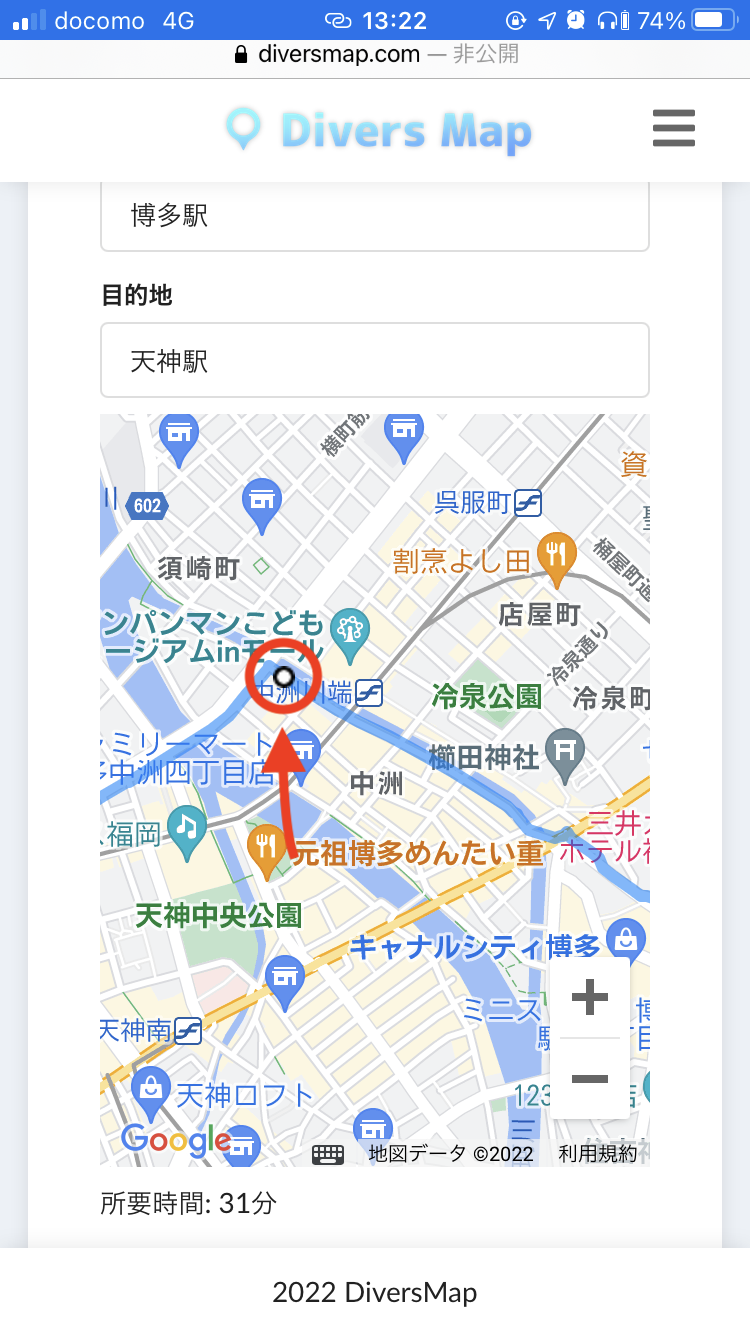 docomo 4G 13:22 74%
diversmap.com — 非公開
Divers Map
博多駅
目的地
天神駅
横町筋
資
602
呉服町
須崎町
割烹よし田
桶屋町通
店屋町
ンパンマンこども
ージアムinモール
冷泉通り
中洲川端
冷泉公園
冷泉町
ミリーマート
中洲四丁目店
中洲
櫛田神社
福岡
三井
ホテル
元祖博多めんたい重
天神中央公園
キャナルシティ博多
ミニス
天神南
天神ロフト
123
店
Google
地図データ ©2022 利用規約
所要時間: 31分
2022 DiversMap